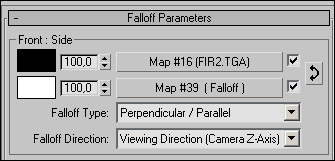 - Falloff Parameters
Front : Side
100,0 Map #16 (FIR2.TGA)
100,0 Map #39 ( Falloff )
Falloff Type: Perpendicular / Parallel
Falloff Direction: Viewing Direction (Camera Z-Axis)